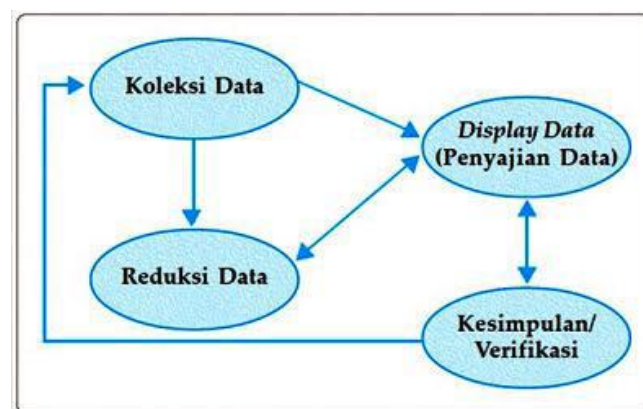 Koleksi Data
Display Data
(Penyajian Data)
Reduksi Data
Kesimpulan/
Verifikasi